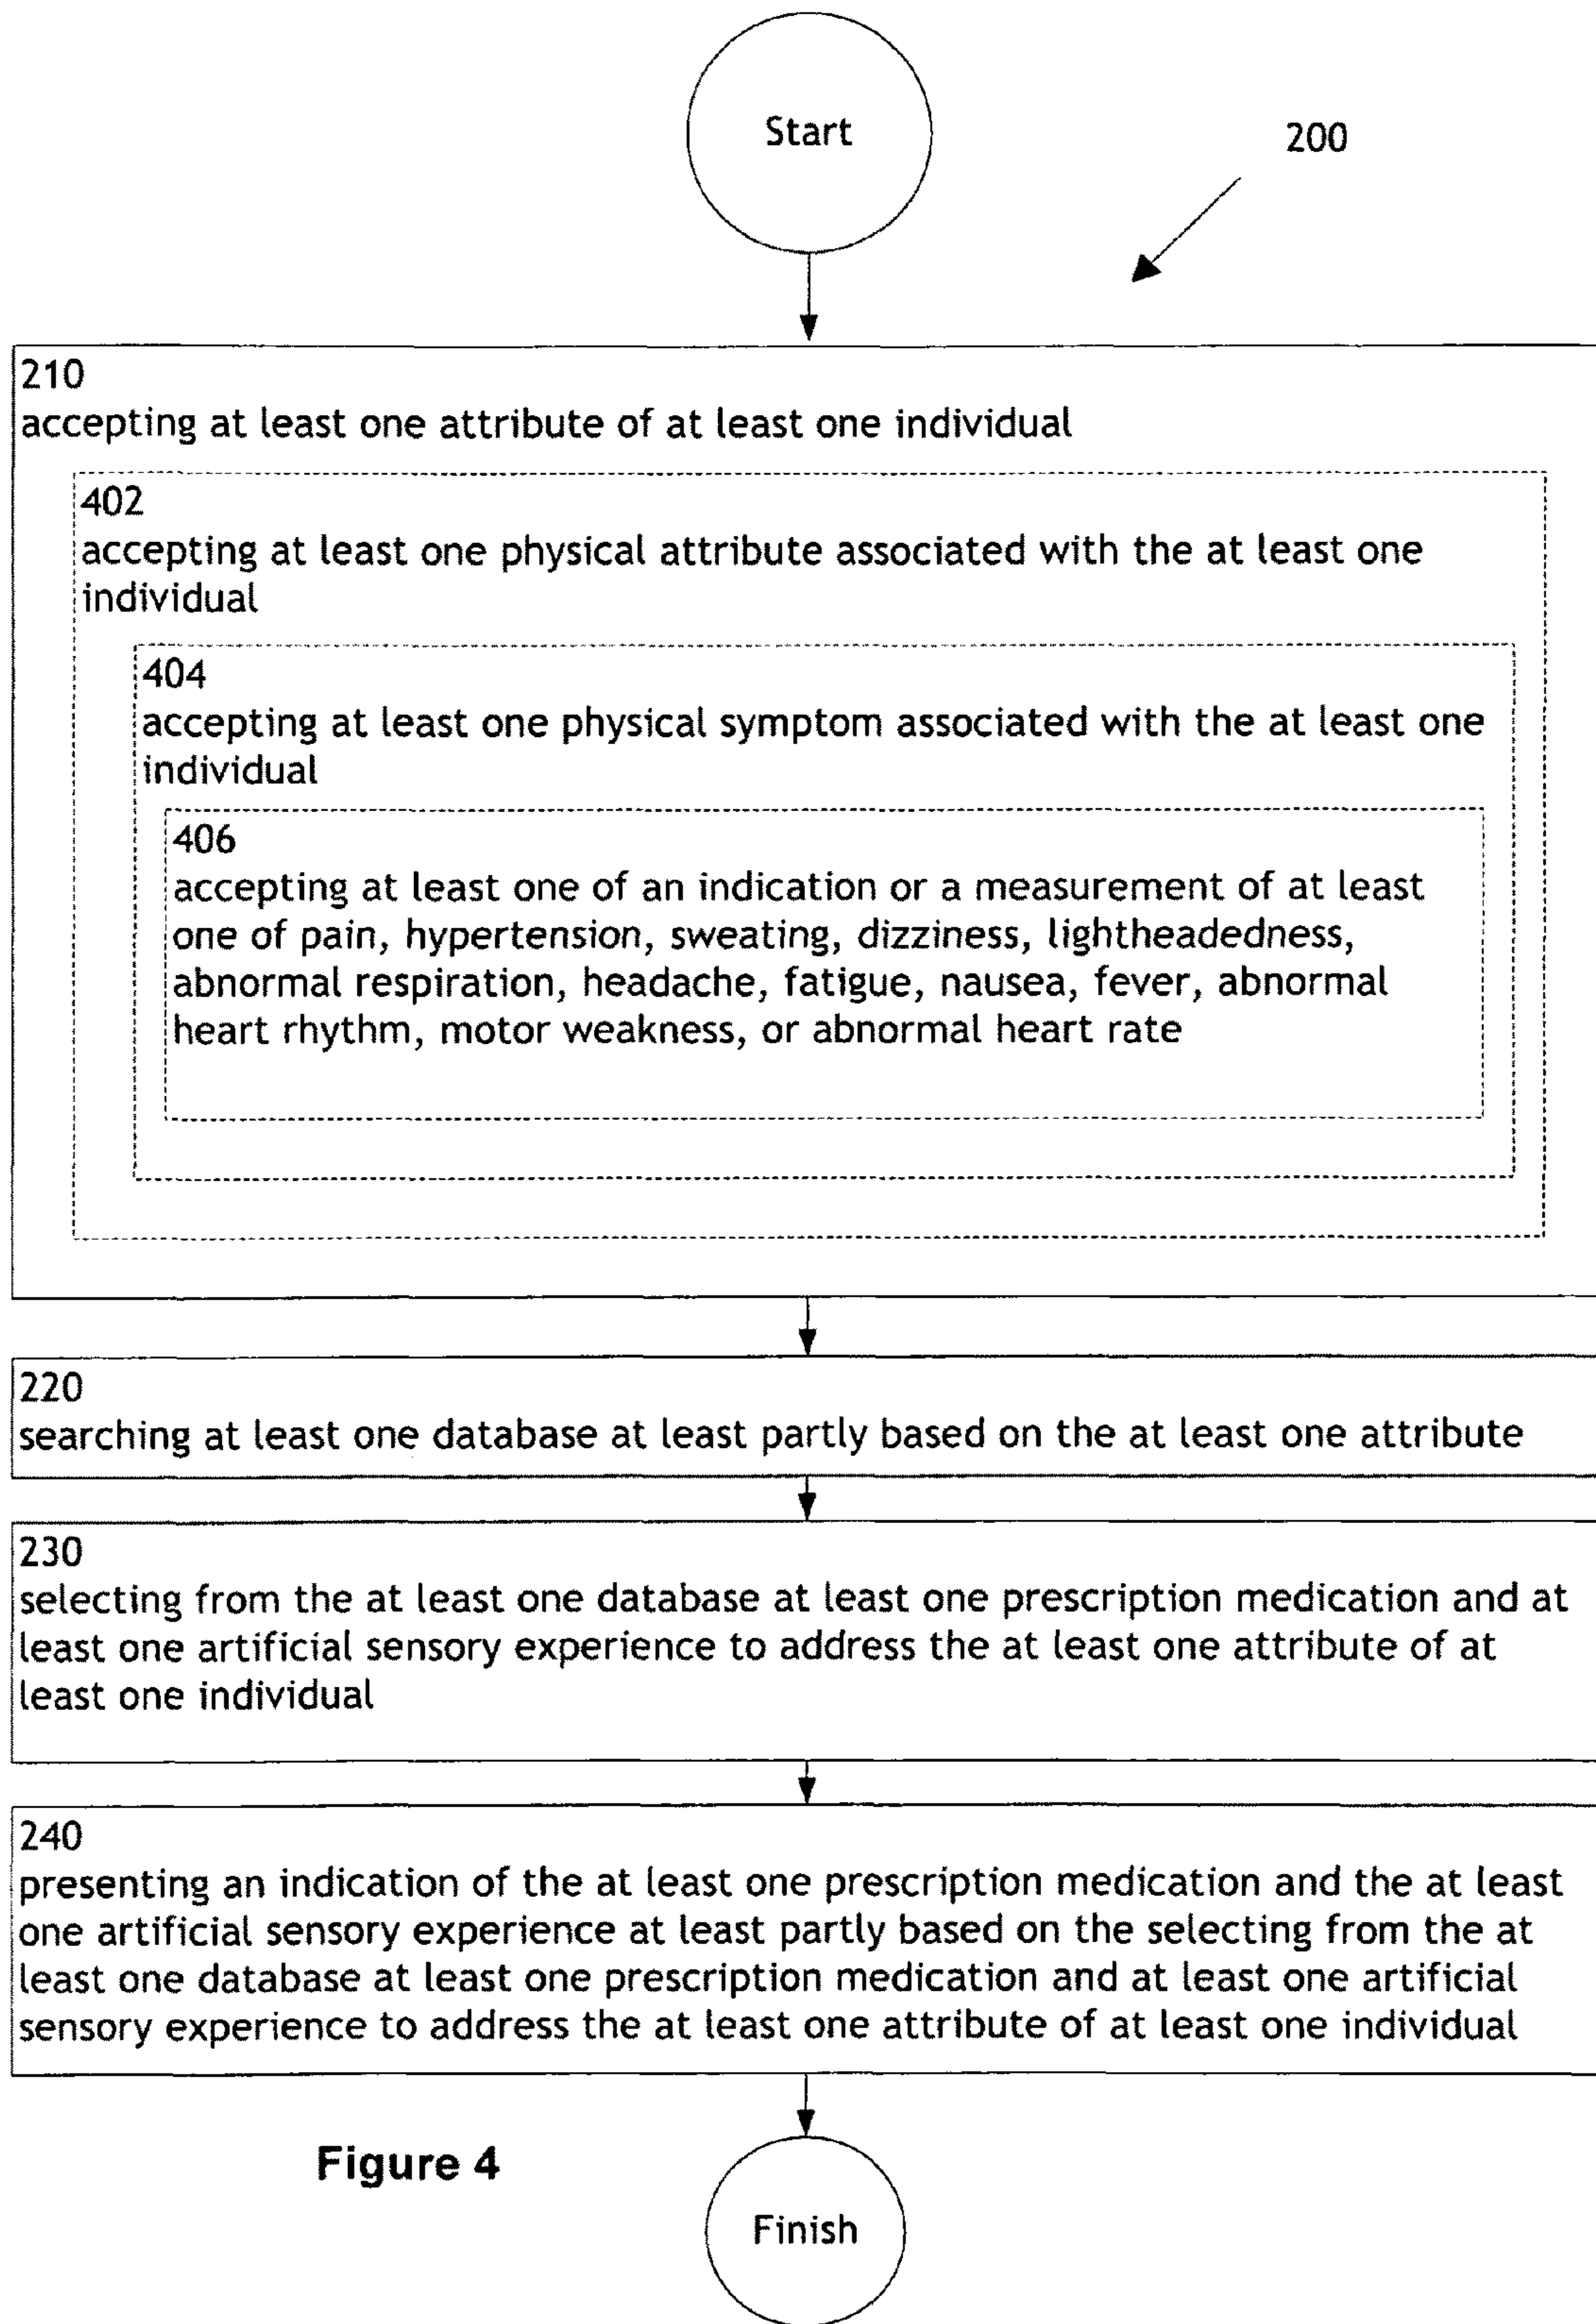 Start
200
210
accepting at least one attribute of at least one individual
402
accepting at least one physical attribute associated with the at least one
individual
404
accepting at least one physical symptom associated with the at least one
individual
406
accepting at least one of an indication or a measurement of at least
one of pain, hypertension, sweating, dizziness, lightheadedness,
abnormal respiration, headache, fatigue, nausea, fever, abnormal
heart rhythm, motor weakness, or abnormal heart rate
220
searching at least one database at least partly based on the at least one attribute
230
selecting from the at least one database at least one prescription medication and at
least one artificial sensory experience to address the at least one attribute of at
least one individual
240
presenting an indication of the at least one prescription medication and the at least
one artificial sensory experience at least partly based on the selecting from the at
least one database at least one prescription medication and at least one artificial
sensory experience to address the at least one attribute of at least one individual
Figure 4
Finish